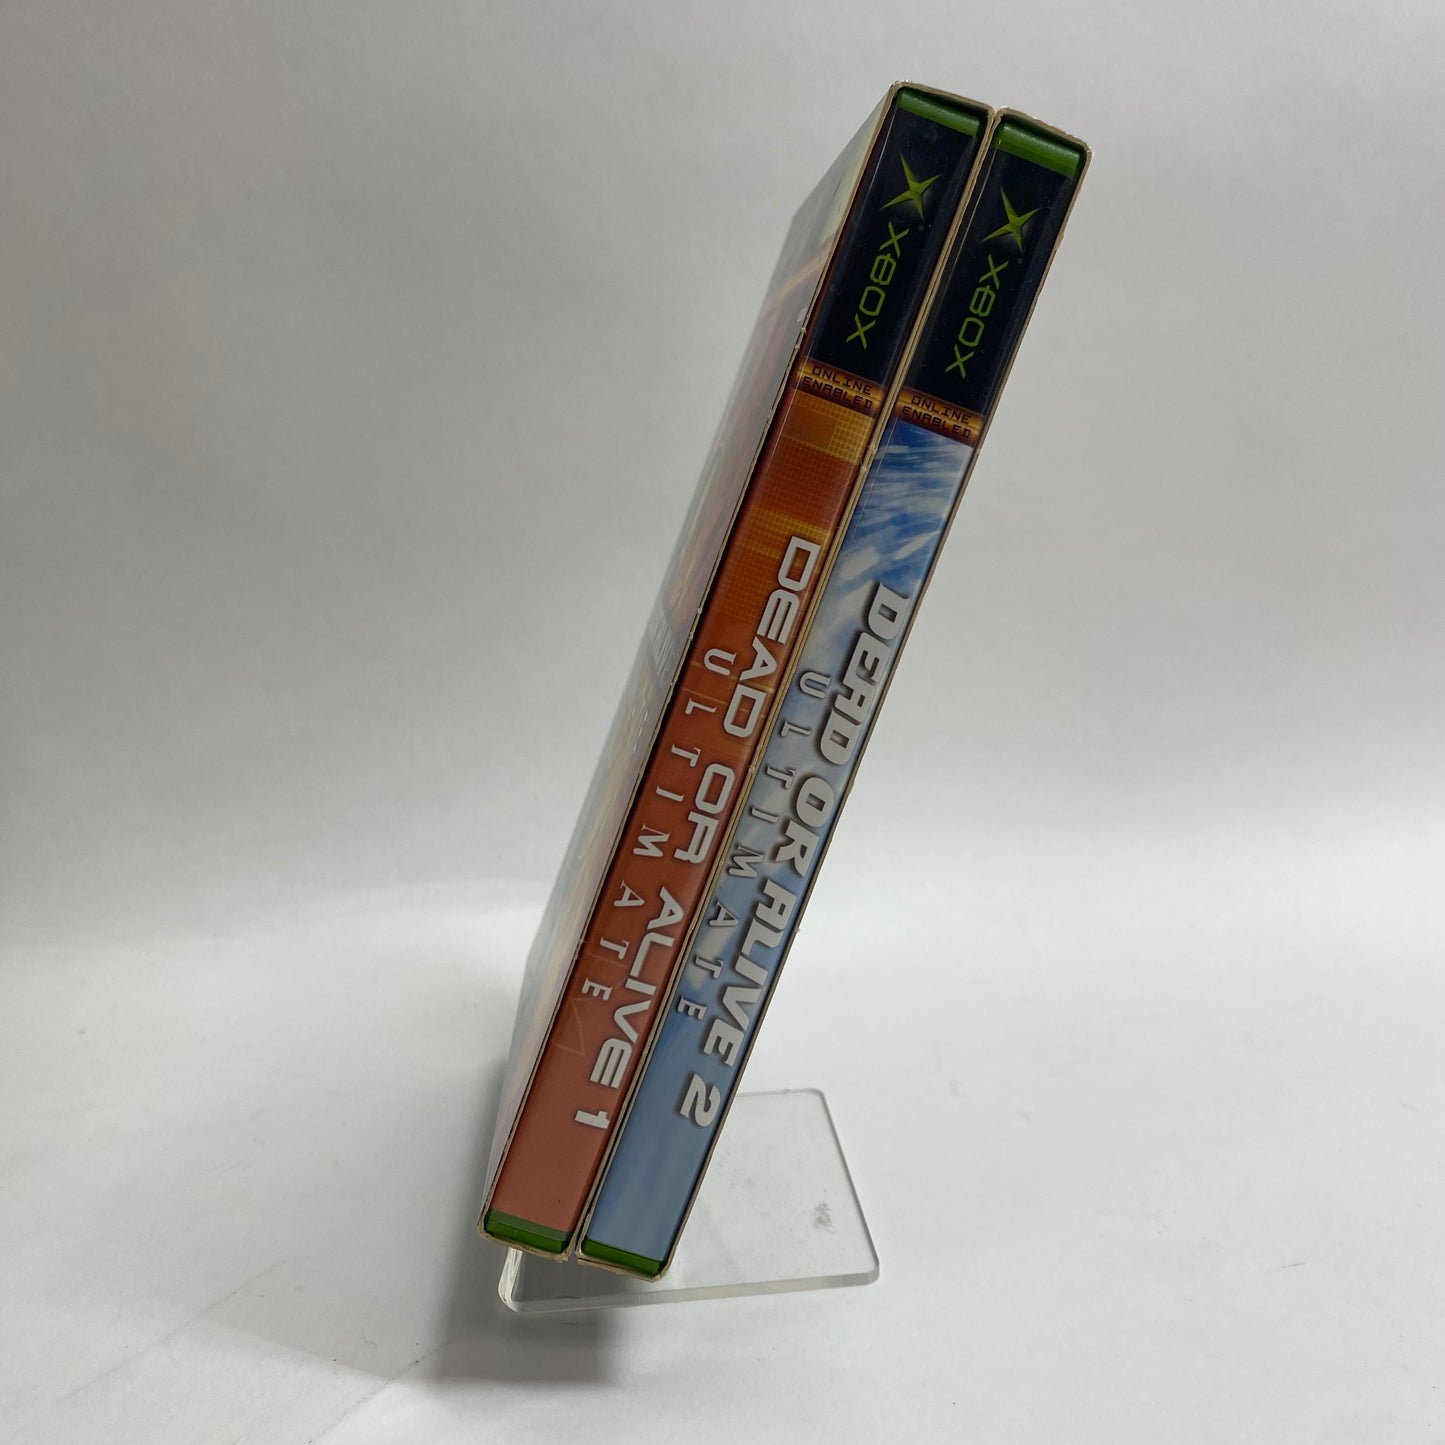 XBOX
ONLINE
ENABLED
DEAD OR ALIVE 1
ULTIMATE
XBOX
ONLINE
ENABLED
DEAD OR ALIVE 2
ULTIMATE